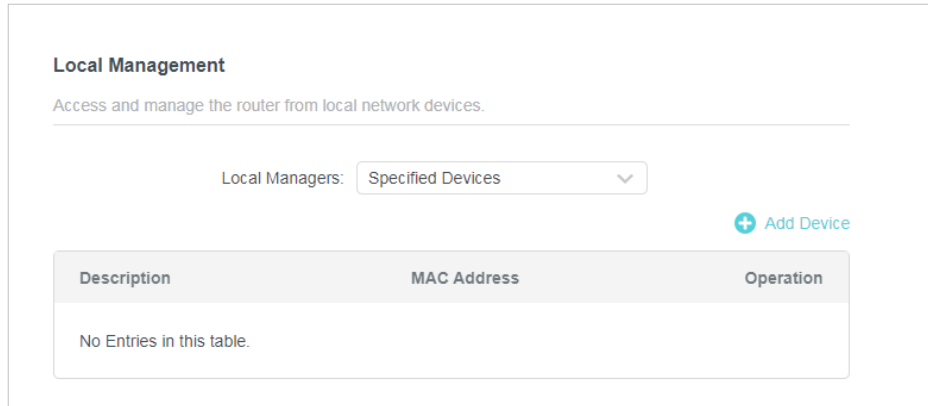 Local Management
Access and manage the router from local network devices.
Local Managers: Specified Devices
Add Device
Description MAC Address Operation
No Entries in this table.